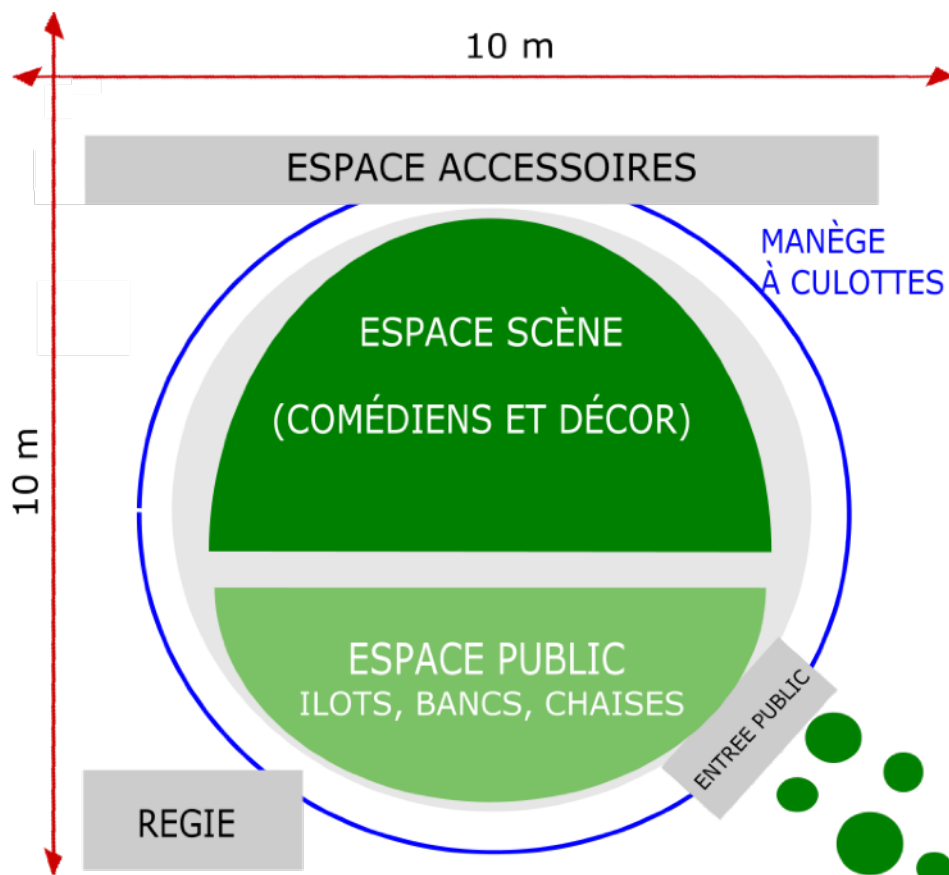 10 m
ESPACE ACCESSOIRES
MANÈGE
À CULOTTES
ESPACE SCÈNE
(COMÉDIENS ET DÉCOR)
10 m
ESPACE PUBLIC
ILOTS, BANCS, CHAISES
ENTREE PUBLIC
REGIE